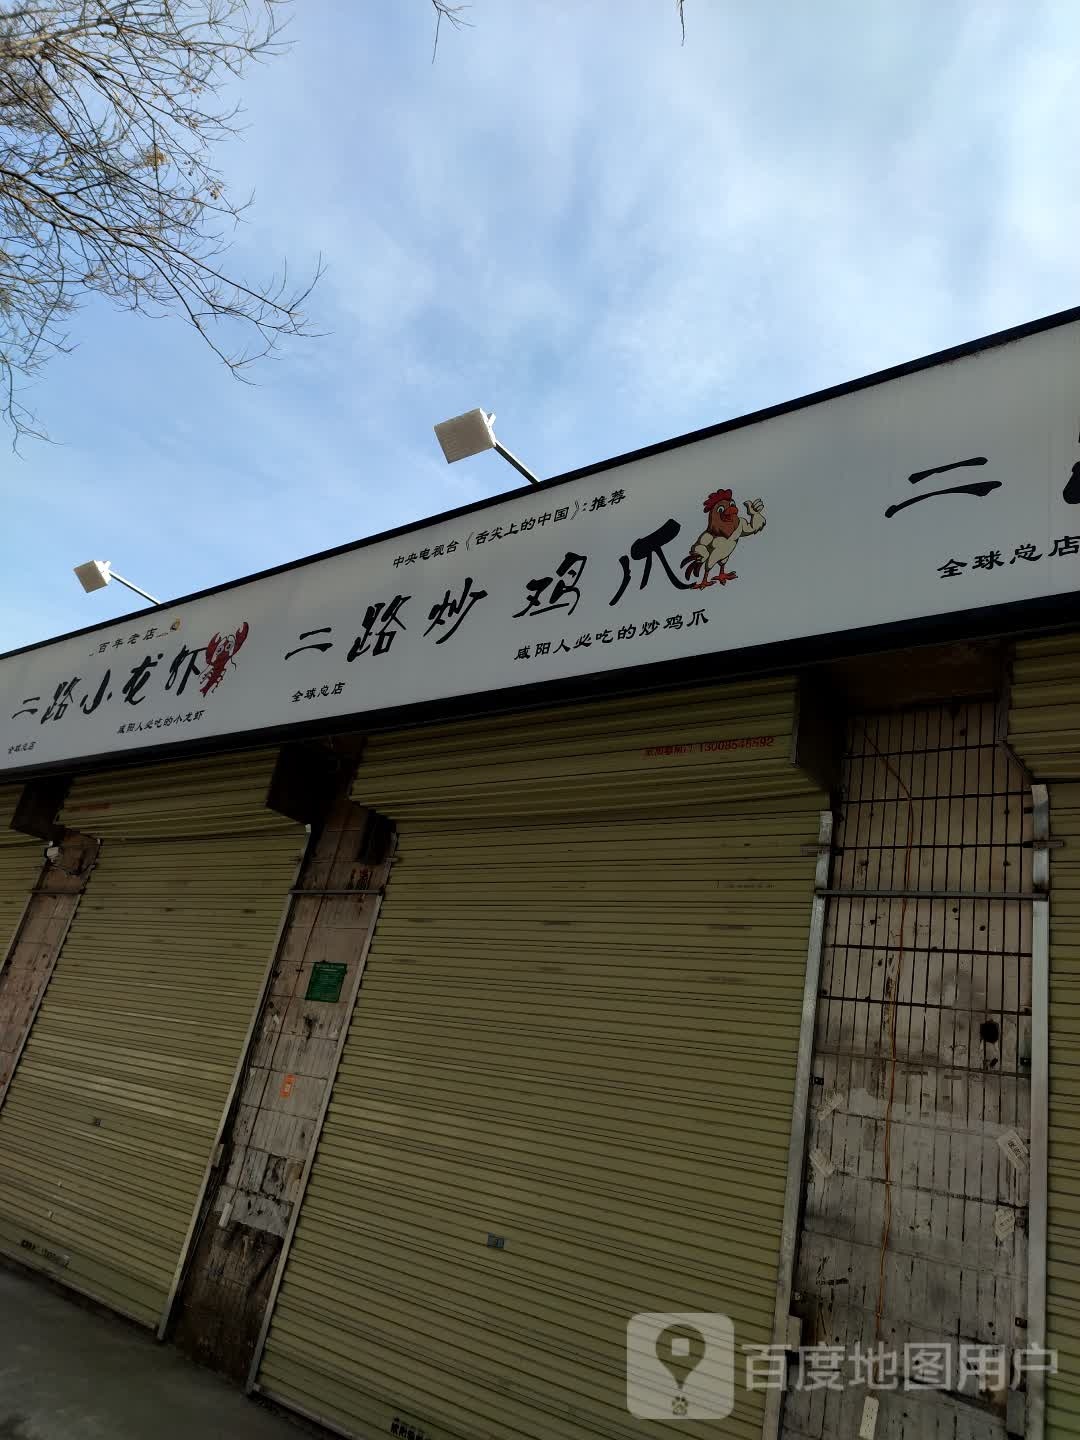 百年老店
二路小龙虾
咸阳人必吃的小龙虾
全球总店
中央电视台《舌尖上的中国》:推荐
二路炒鸡爪
咸阳人必吃的炒鸡爪
全球总店
二
全球总店
百度地图用户